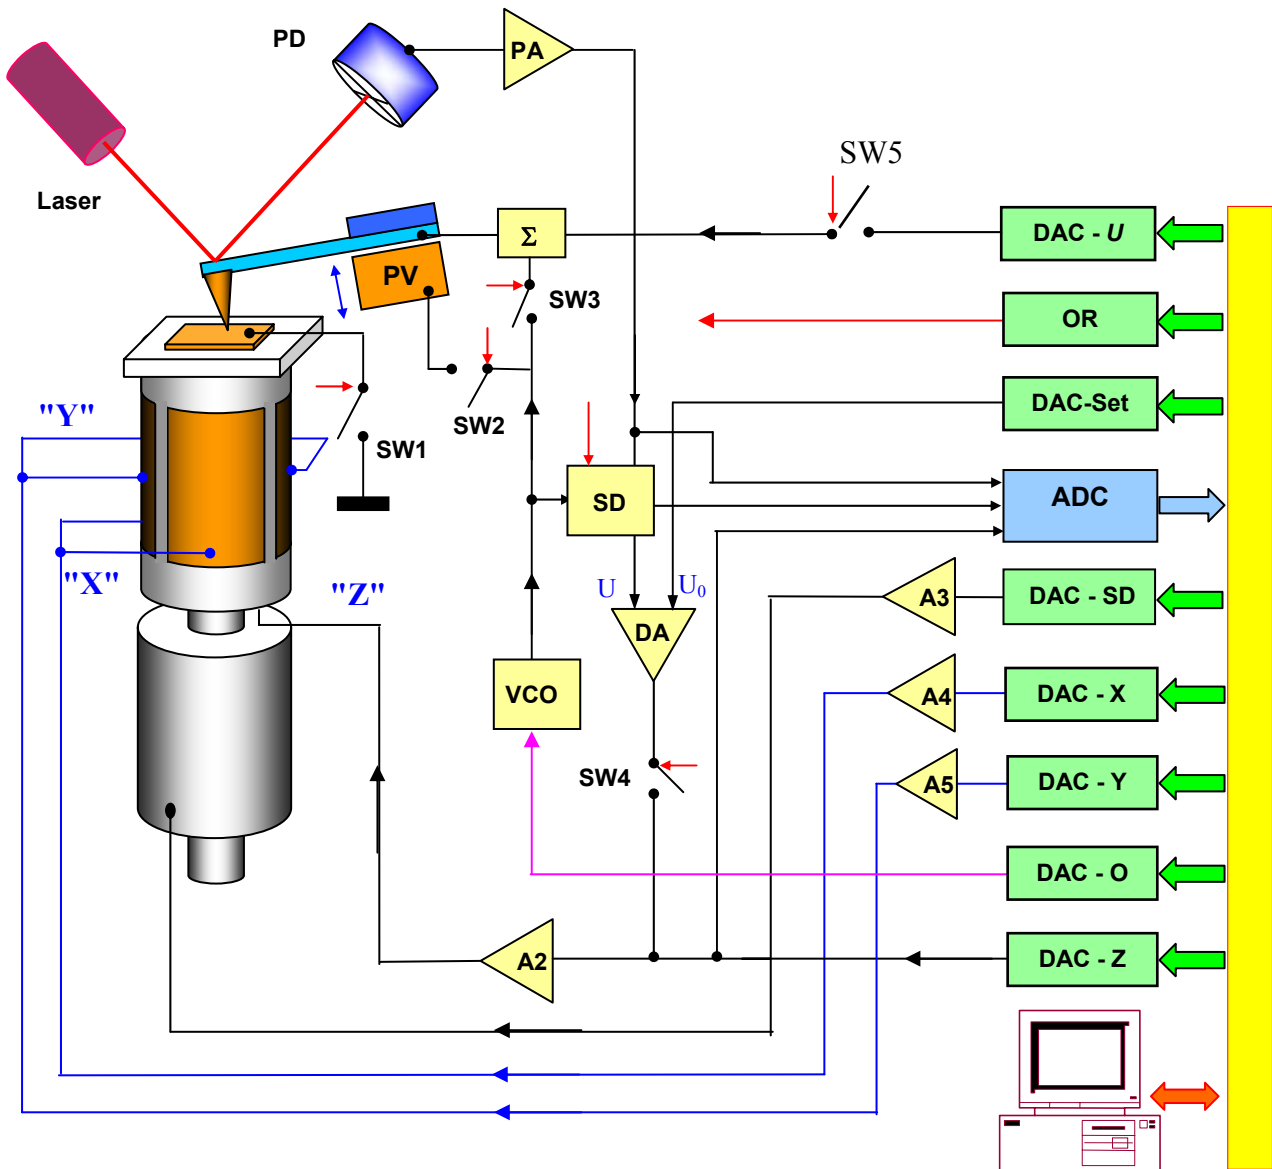 PD
PA
SW5
Laser
DAC - U
Σ
PV
SW3
OR
SW2
DAC-Set
"Y"
SW1
SD
ADC
"X"
"Z"
U
U₀
A3
DAC - SD
DA
VCO
A4
DAC - X
SW4
A5
DAC - Y
DAC - O
A2
DAC - Z